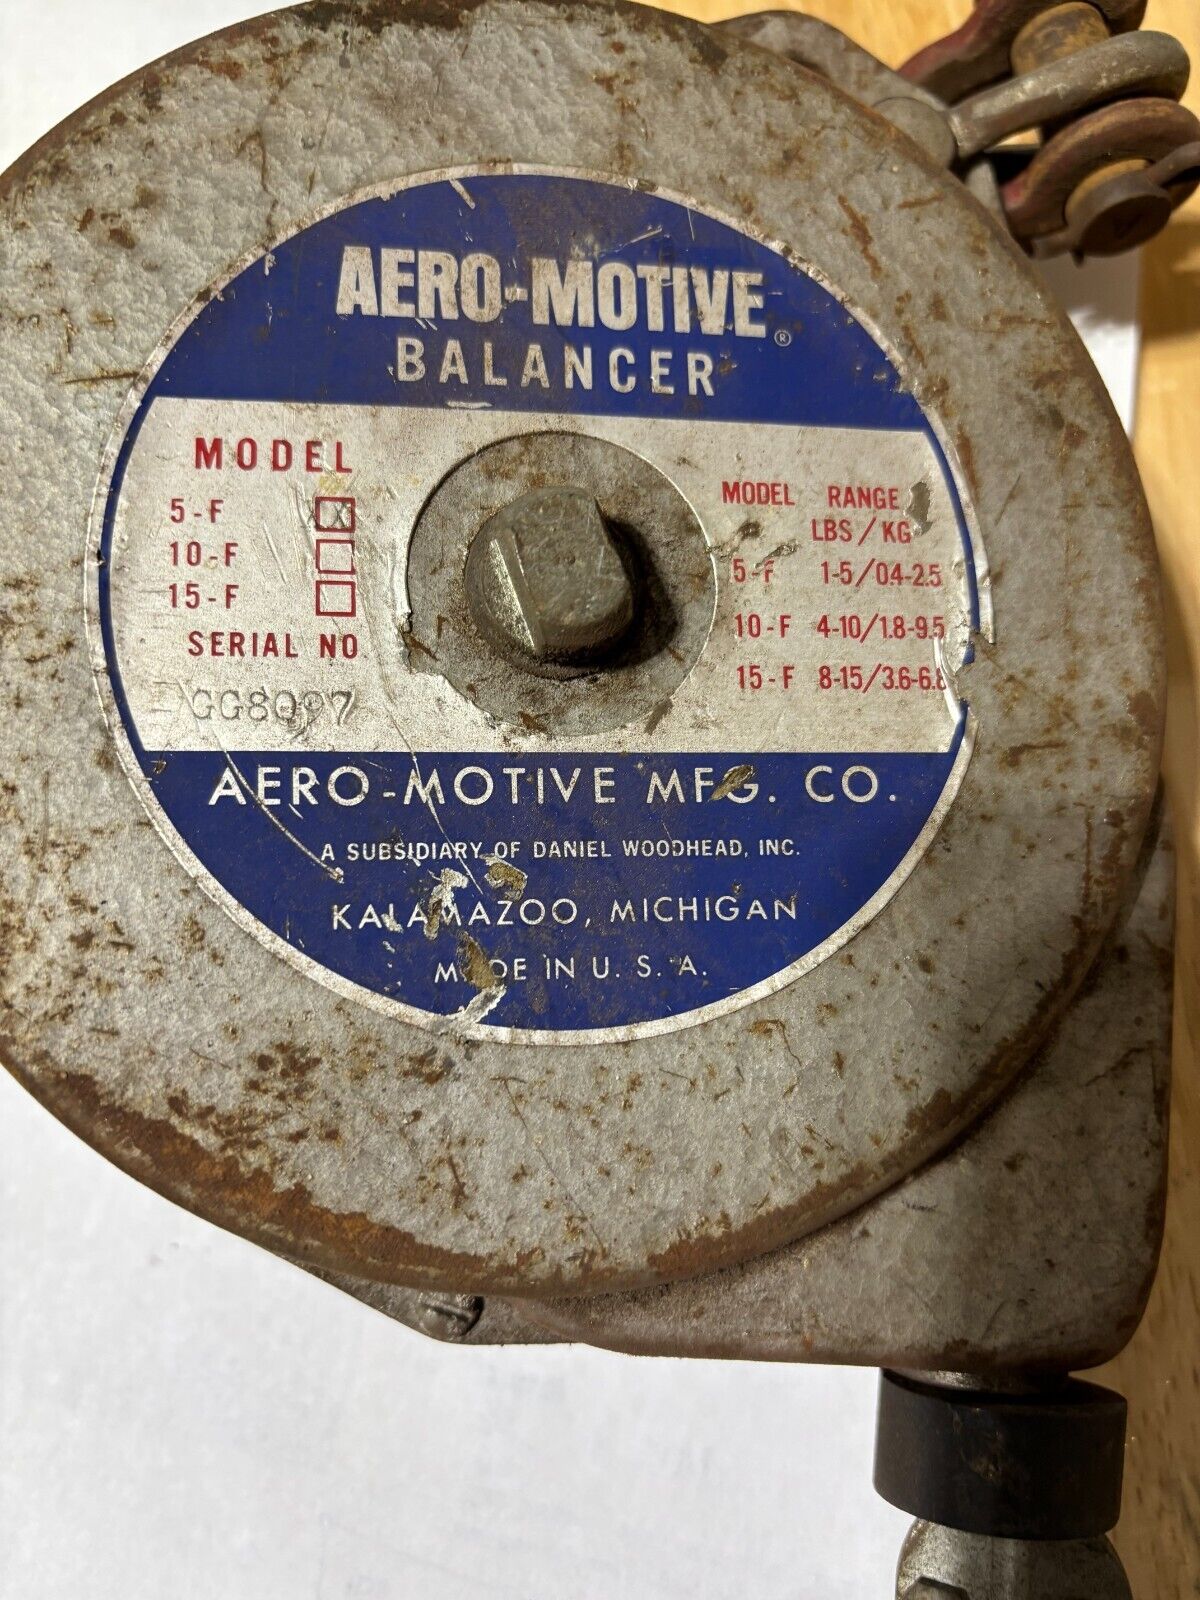 AERO-MOTIVE®
BALANCER
MODEL
5-F X
10-F
15-F
SERIAL NO
GG8097
MODEL RANGE
LBS/KG
5-F 1-5/04-2.5
10-F 4-10/1.8-9.5
15-F 8-15/3.6-6.8
AERO-MOTIVE MFG. CO.
A SUBSIDIARY OF DANIEL WOODHEAD, INC.
KALAMAZOO, MICHIGAN
MADE IN U. S. A.